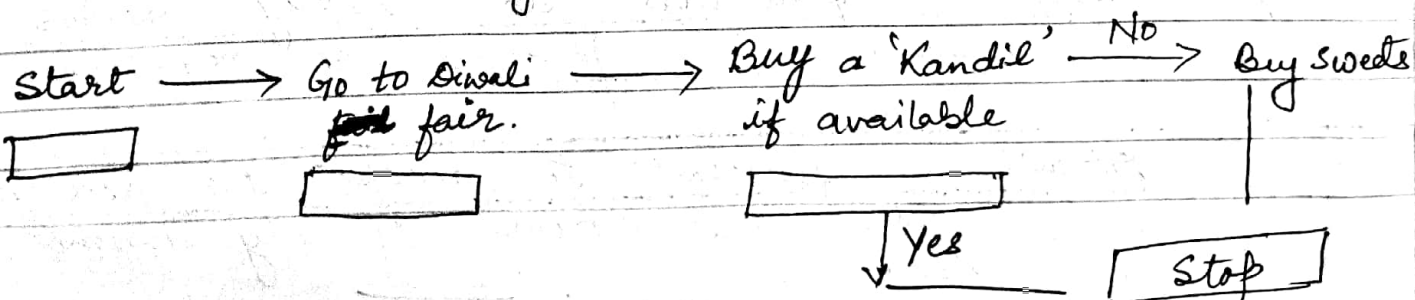 No
Start Go to Diwali Buy a 'Kandil' Buy sweets
fair. if available
Yes
Stop